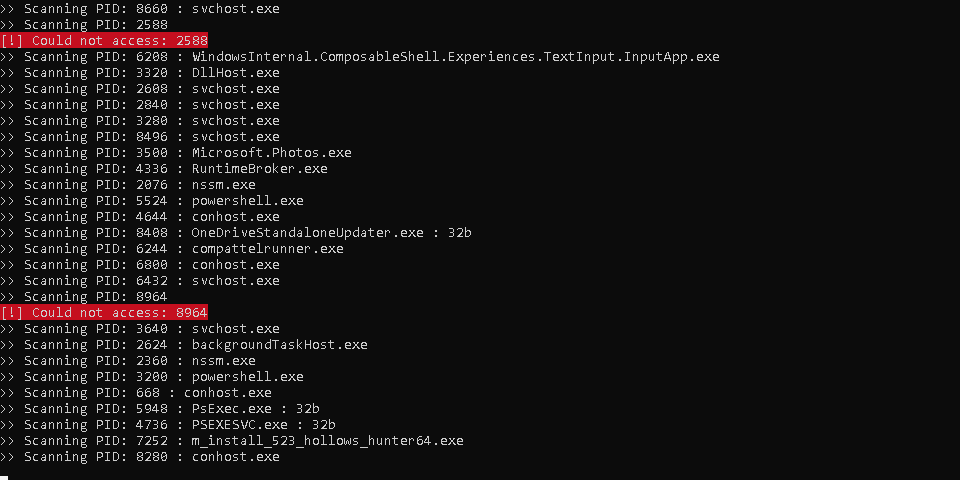 >> Scanning PID: 8660 : svchost.exe
>> Scanning PID: 2588
[!] Could not access: 2588
>> Scanning PID: 6208 : WindowsInternal.ComposableShell.Experiences.TextInput.InputApp.exe
>> Scanning PID: 3320 : DllHost.exe
>> Scanning PID: 2608 : svchost.exe
>> Scanning PID: 2840 : svchost.exe
>> Scanning PID: 3280 : svchost.exe
>> Scanning PID: 8496 : svchost.exe
>> Scanning PID: 3500 : Microsoft.Photos.exe
>> Scanning PID: 4336 : RuntimeBroker.exe
>> Scanning PID: 2076 : nssm.exe
>> Scanning PID: 5524 : powershell.exe
>> Scanning PID: 4644 : conhost.exe
>> Scanning PID: 8408 : OneDriveStandaloneUpdater.exe : 32b
>> Scanning PID: 6244 : compattelrunner.exe
>> Scanning PID: 6800 : conhost.exe
>> Scanning PID: 6432 : svchost.exe
>> Scanning PID: 8964
[!] Could not access: 8964
>> Scanning PID: 3640 : svchost.exe
>> Scanning PID: 2624 : backgroundTaskHost.exe
>> Scanning PID: 2360 : nssm.exe
>> Scanning PID: 3200 : powershell.exe
>> Scanning PID: 668 : conhost.exe
>> Scanning PID: 5948 : PsExec.exe : 32b
>> Scanning PID: 4736 : PSEXESVC.exe : 32b
>> Scanning PID: 7252 : m_install_523_hollows_hunter64.exe
>> Scanning PID: 8280 : conhost.exe